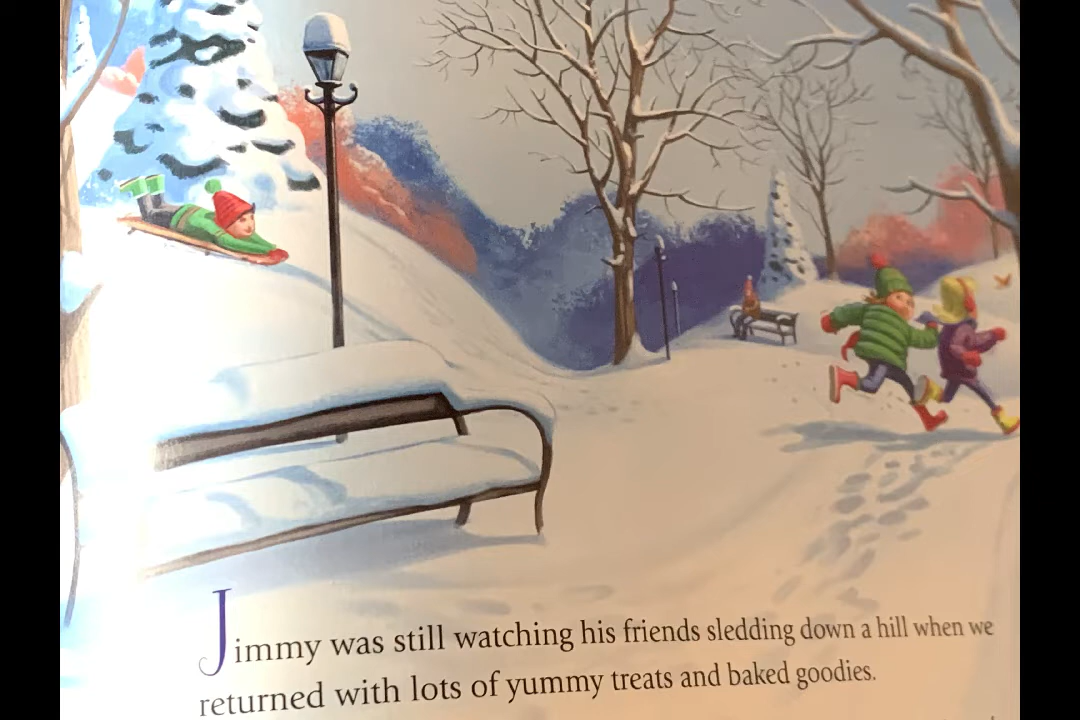 Jimmy was still watching his friends sledding down a hill when we
returned with lots of yummy treats and baked goodies.